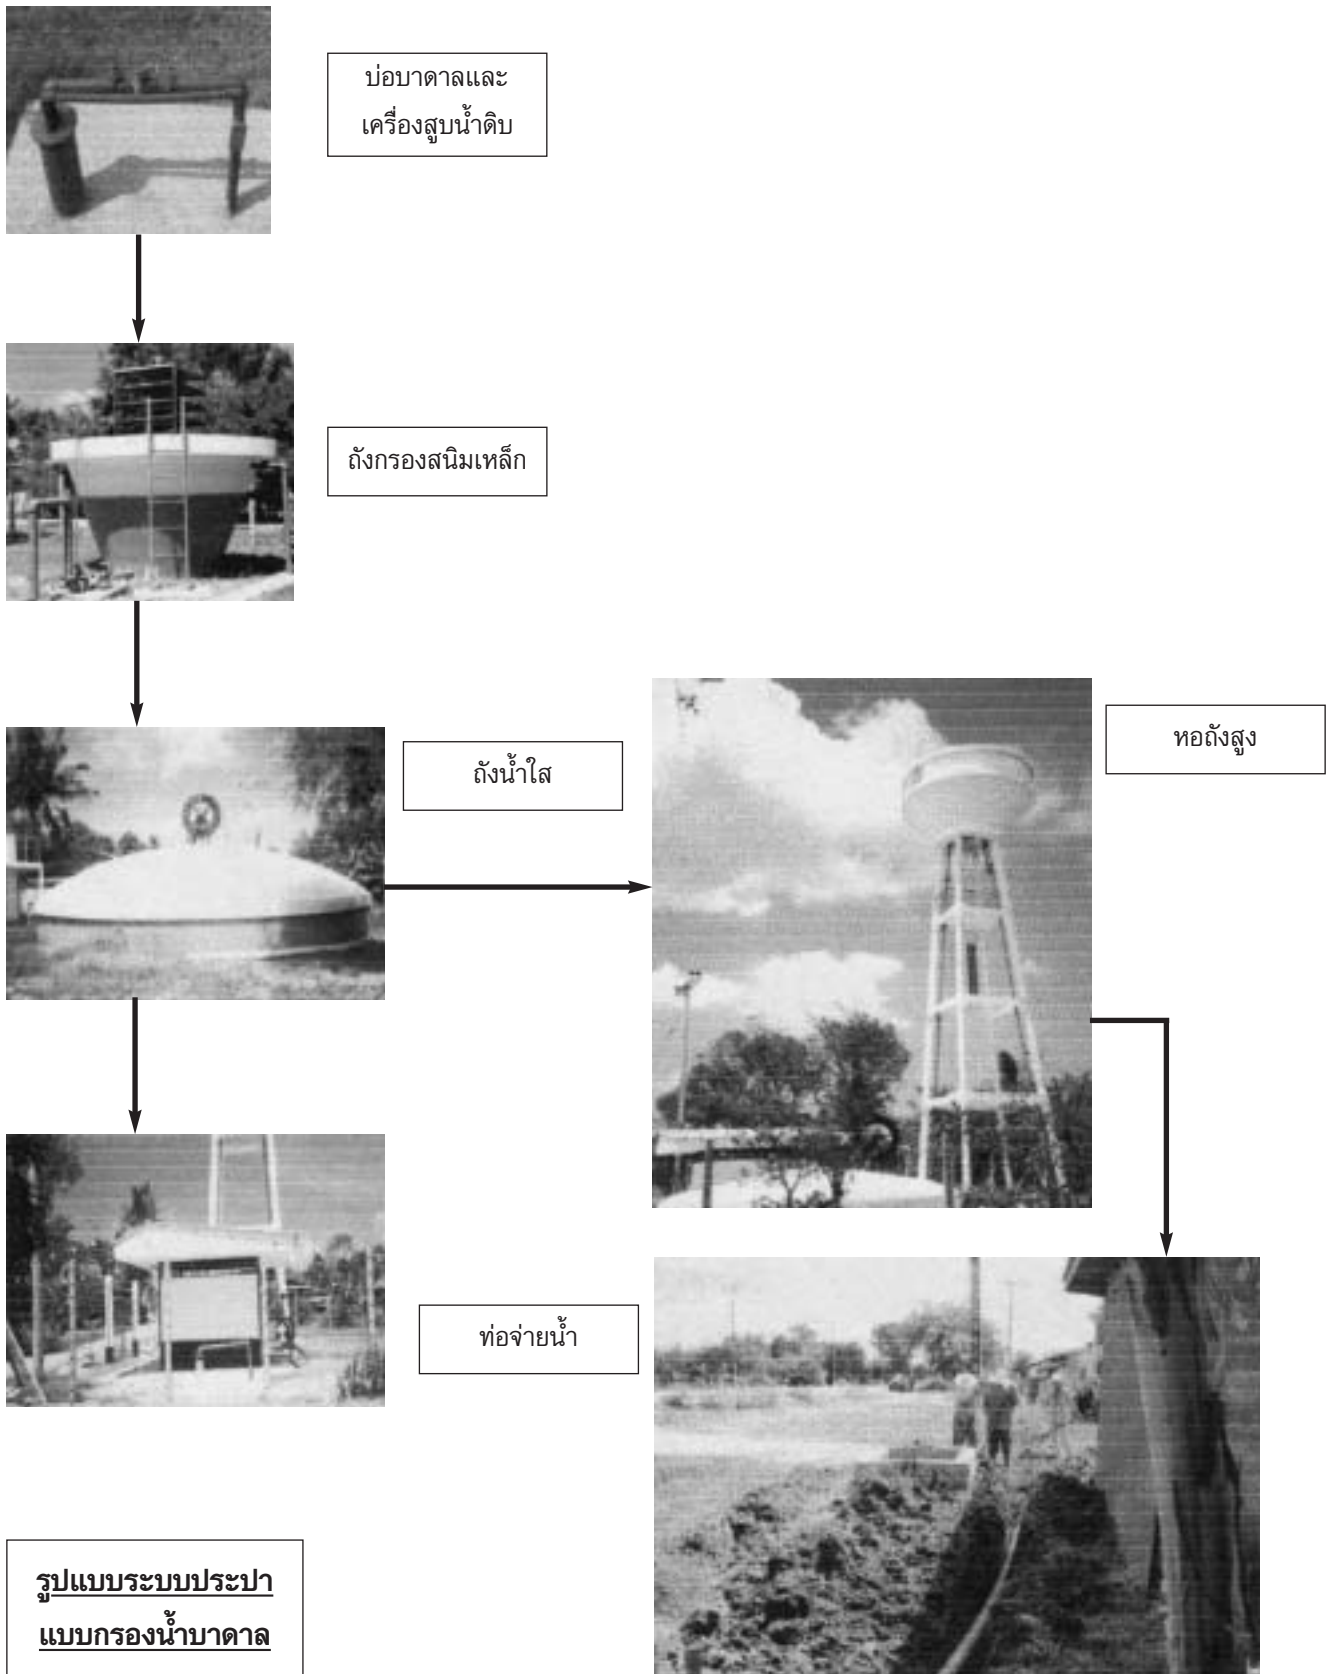 บ่อบาดาลและ
เครื่องสูบน้ำดิบ
ถังกรองสนิมเหล็ก
ถังน้ำใส
หอถังสูง
ท่อจ่ายน้ำ
รูปแบบระบบประปา
แบบกรองน้ำบาดาล